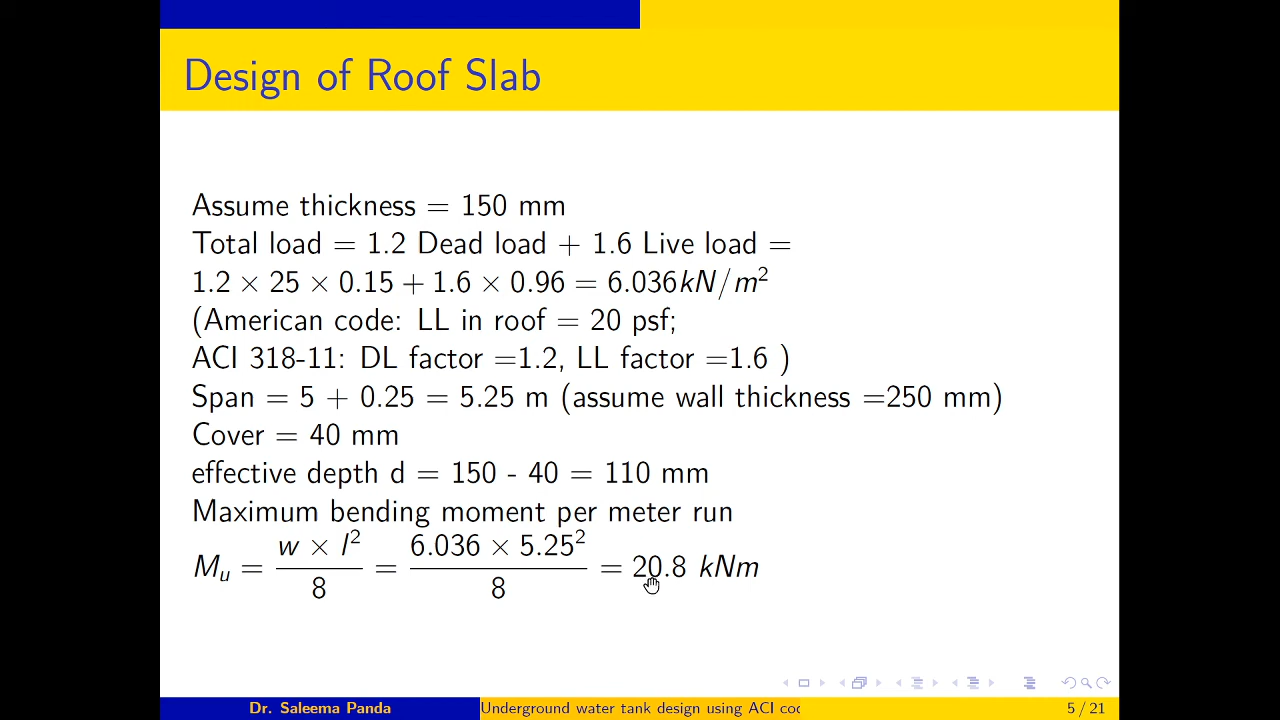 Design of Roof Slab
Assume thickness = 150 mm
Total load = 1.2 Dead load + 1.6 Live load =
1.2 × 25 × 0.15 + 1.6 × 0.96 = 6.036kN/m²
(American code: LL in roof = 20 psf;
ACI 318-11: DL factor =1.2, LL factor =1.6 )
Span = 5 + 0.25 = 5.25 m (assume wall thickness =250 mm)
Cover = 40 mm
effective depth d = 150 - 40 = 110 mm
Maximum bending moment per meter run
Mᵤ = w × l² / 8 = 6.036 × 5.25² / 8 = 20.8 kNm
Dr. Saleema Panda Underground water tank design using ACI cod 5 / 21